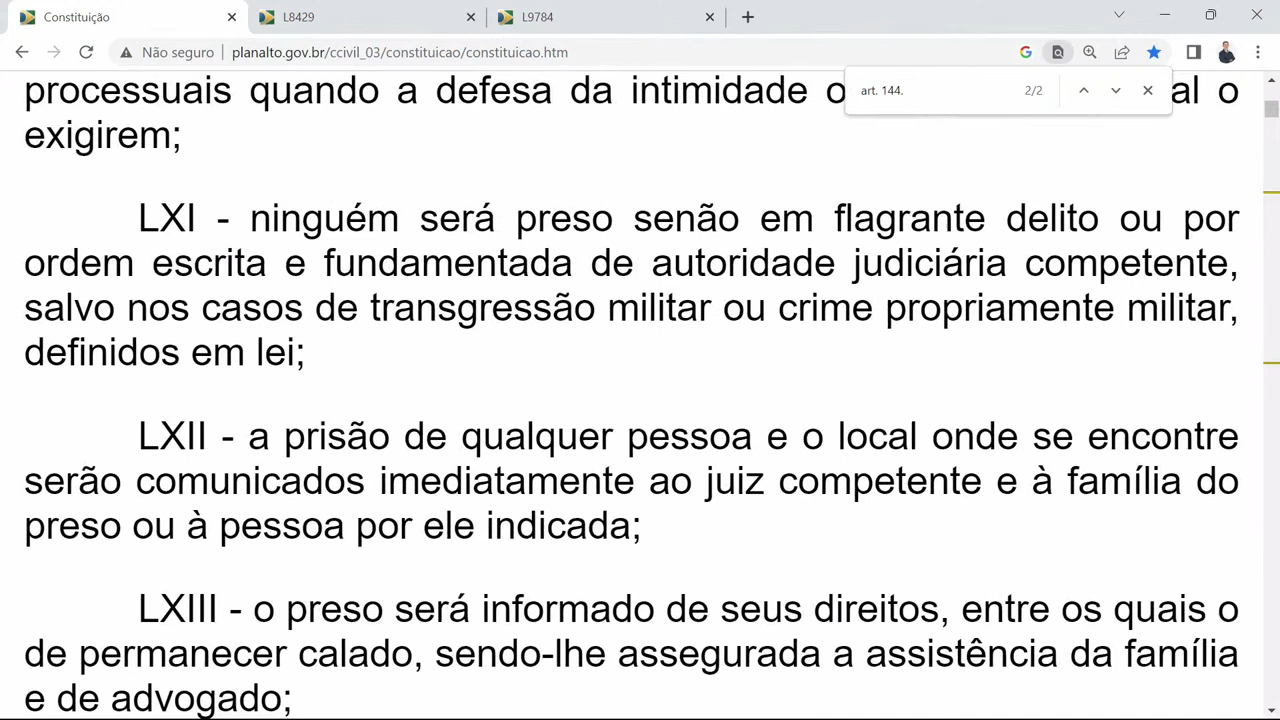 Constituição
L8429
L9784
Não seguro
planalto.gov.br/ccivil_03/constituicao/constituicao.htm
art. 144.
2/2
processuais quando a defesa da intimidade o al o
exigirem;
LXI - ninguém será preso senão em flagrante delito ou por
ordem escrita e fundamentada de autoridade judiciária competente,
salvo nos casos de transgressão militar ou crime propriamente militar,
definidos em lei;
LXII - a prisão de qualquer pessoa e o local onde se encontre
serão comunicados imediatamente ao juiz competente e à família do
preso ou à pessoa por ele indicada;
LXIII - o preso será informado de seus direitos, entre os quais o
de permanecer calado, sendo-lhe assegurada a assistência da família
e de advogado;